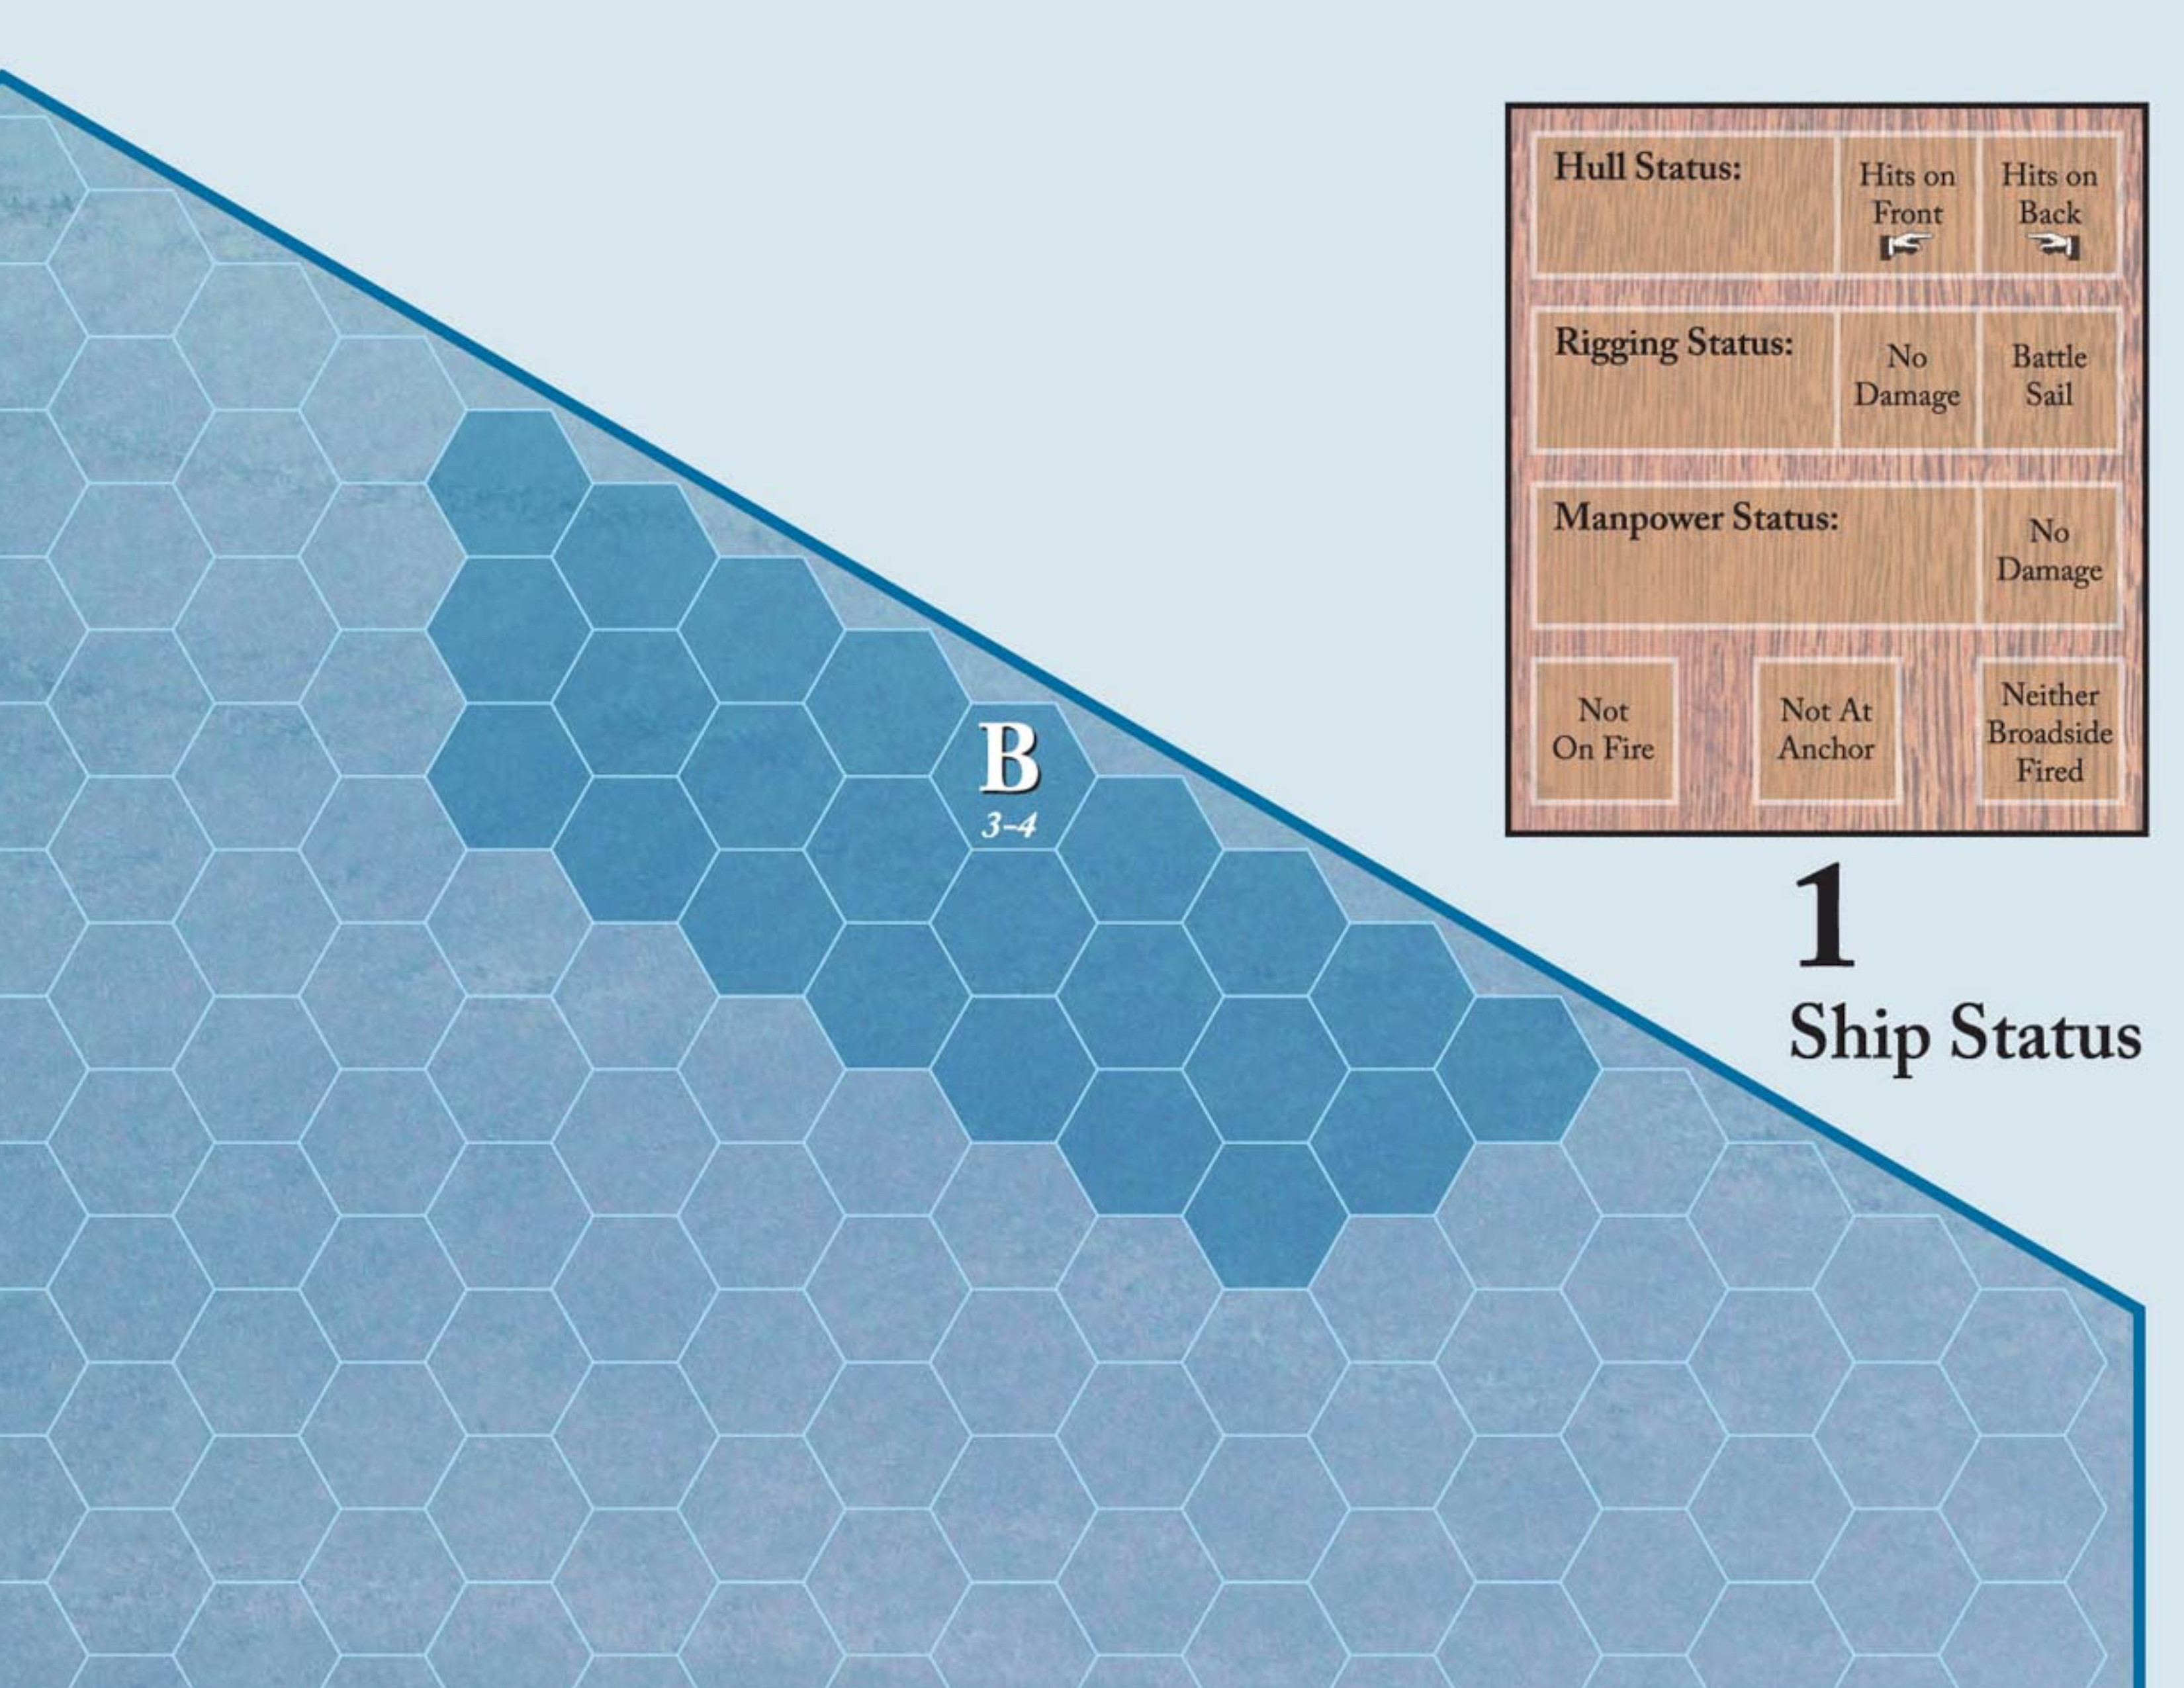 Hull Status:
Hits on
Front
Hits on
Back
Rigging Status:
No
Damage
Battle
Sail
Manpower Status:
No
Damage
Not
On Fire
Not At
Anchor
Neither
Broadside
Fired
B
3-4
1
Ship Status